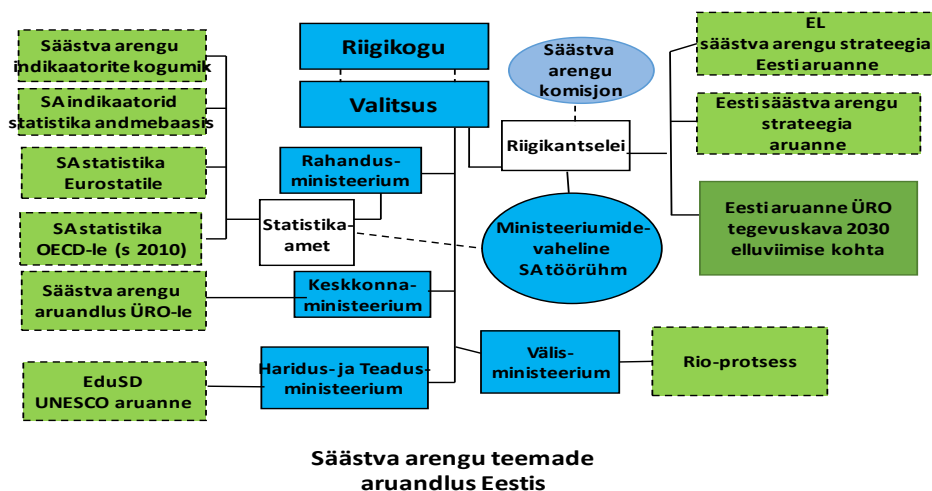 Säästva arengu
indikaatorite kogumik
SA indikaatorid
statistika andmebaasis
SA statistika
Eurostatile
SA statistika
OECD-le (s 2010)
Säästva arengu
aruandlus ÜRO-le
EduSD
UNESCO aruanne
Riigikogu
Valitsus
Rahandus-
ministeerium
Statistika-
amet
Keskkonna-
ministeerium
Haridus- ja Teadus-
ministeerium
Säästva
arengu
komisjon
Riigikantselei
Ministeeriumide-
vaheline
SA töörühm
Välis-
ministeerium
EL
säästva arengu strateegia
Eesti aruanne
Eesti säästva arengu
strateegia
aruanne
Eesti aruanne ÜRO
tegevuskava 2030
elluviimise kohta
Rio-protsess
Säästva arengu teemade
aruandlus Eestis